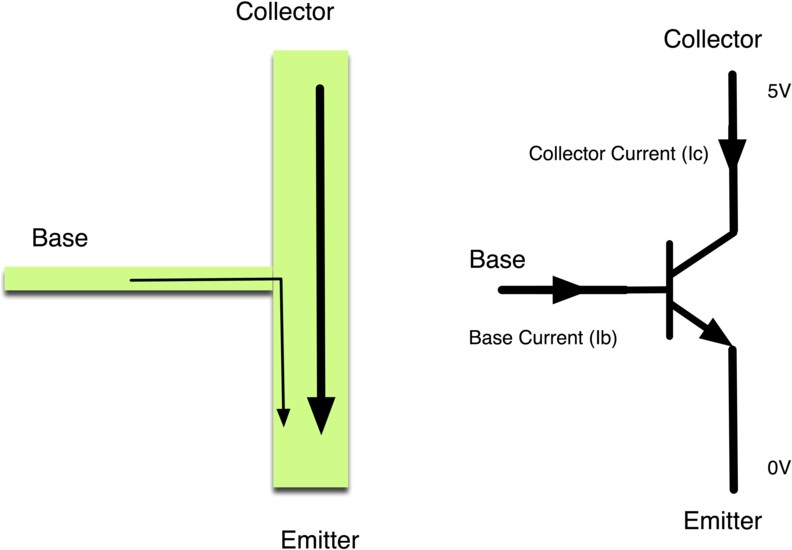 Collector
Base
Emitter
Collector
5V
Collector Current (Ic)
Base
Base Current (Ib)
0V
Emitter